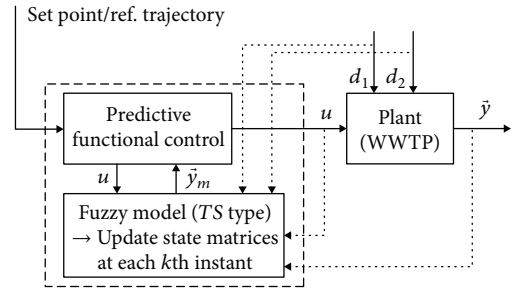 Set point/ref. trajectory
d₁ d₂
Predictive
functional control
u
Plant
(WWTP)
y⃗
u
y⃗ₘ
Fuzzy model (TS type)
→ Update state matrices
at each kth instant